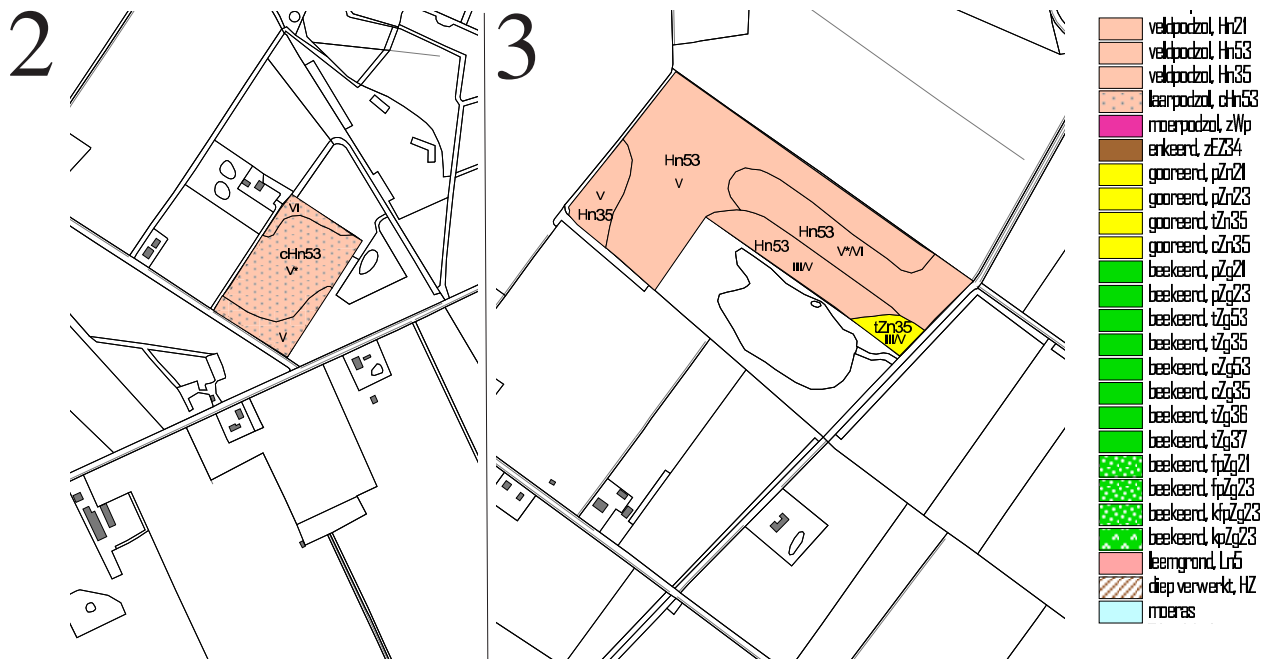 2
VI
cHn53
V*
V
3
Hn53
V
V
Hn35
Hn53
V*/VI
Hn53
III/V
tZn35
III/V
veldpodzol, Hn21
veldpodzol, Hn53
veldpodzol, Hn35
laarpodzol, cHn53
moerpodzol, zWp
enkeerd, zEZ34
gooreerd, pZn21
gooreerd, pZn23
gooreerd, tZn35
gooreerd, cZn35
beekeerd, pZg21
beekeerd, pZg23
beekeerd, tZg53
beekeerd, tZg35
beekeerd, cZg53
beekeerd, cZg35
beekeerd, tZg36
beekeerd, tZg37
beekeerd, fpZg21
beekeerd, fpZg23
beekeerd, kfpZg23
beekeerd, kpZg23
leemgrond, Ln5
diep verwerkt, HZ
moeras